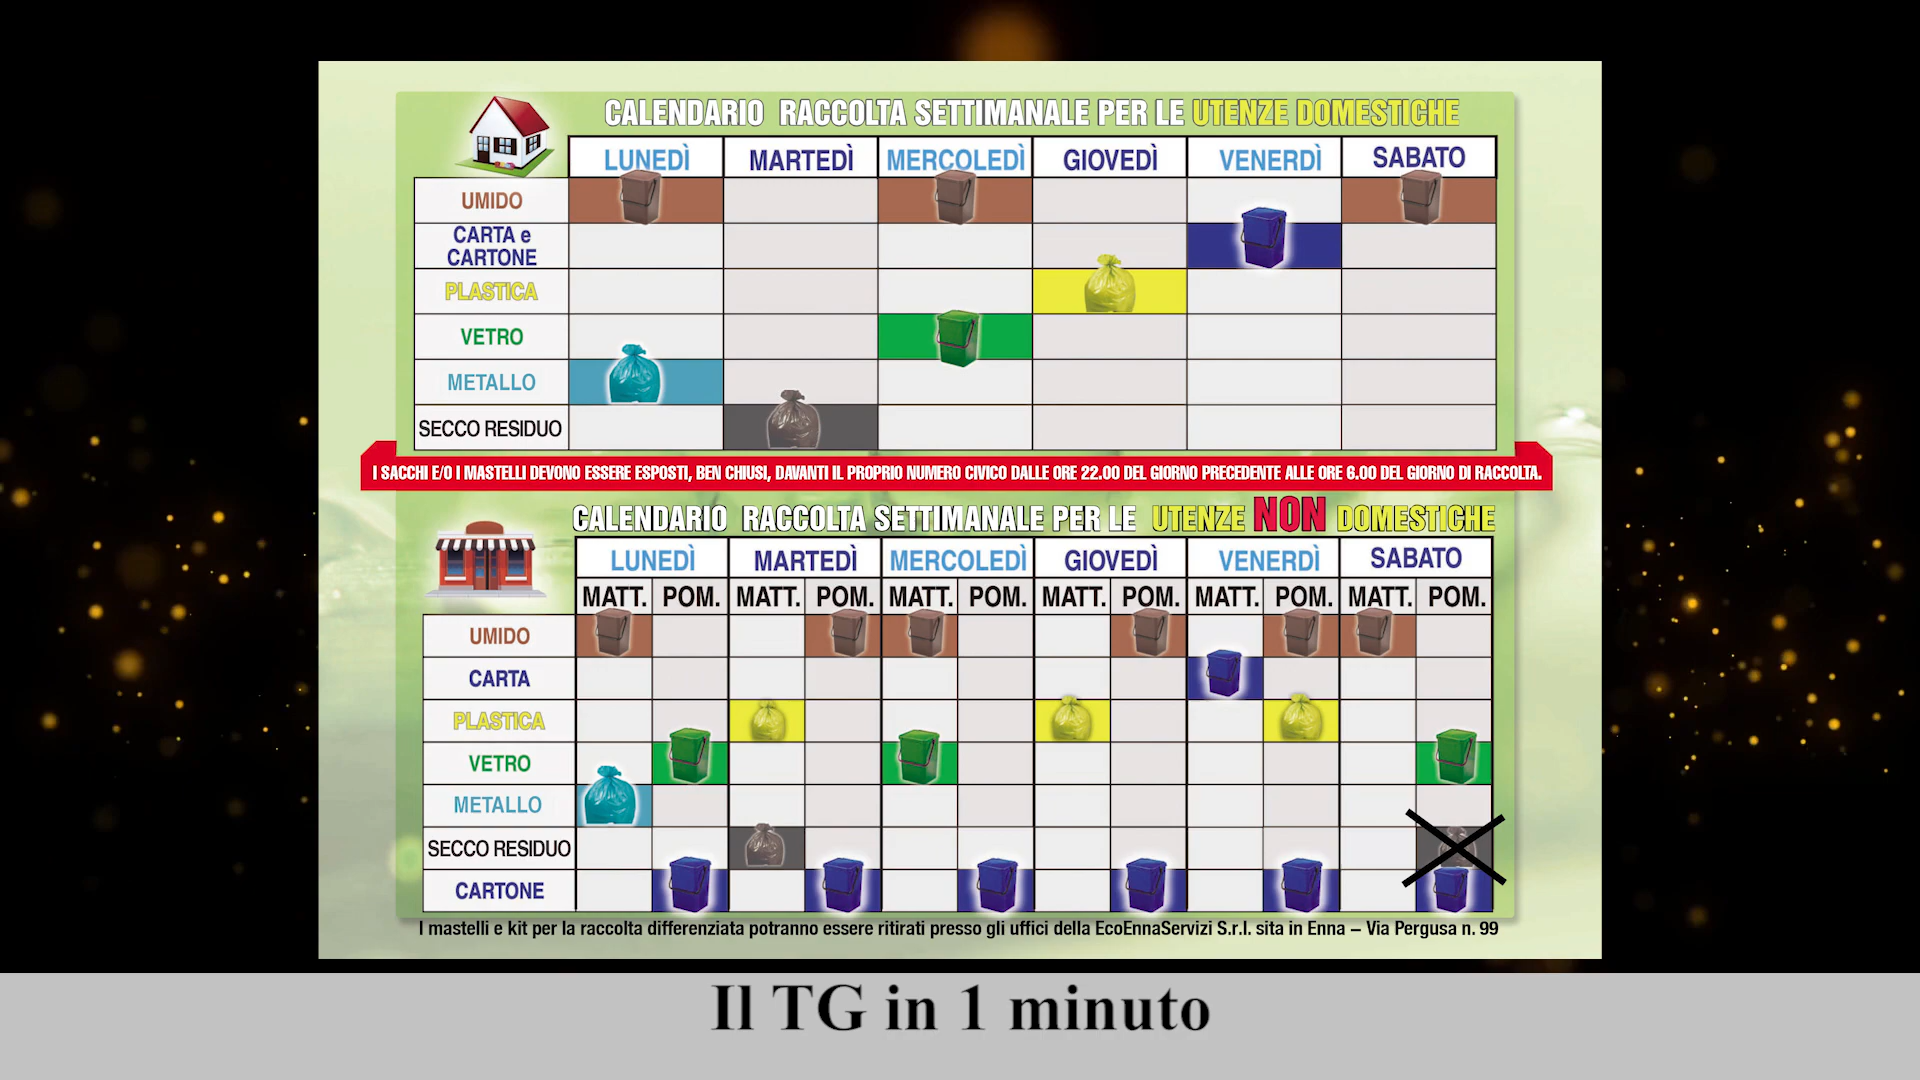 CALENDARIO RACCOLTA SETTIMANALE PER LE UTENZE DOMESTICHE
LUNEDÌ MARTEDÌ MERCOLEDÌ GIOVEDÌ VENERDÌ SABATO
UMIDO
CARTA e
CARTONE
PLASTICA
VETRO
METALLO
SECCO RESIDUO
I SACCHI E/O I MASTELLI DEVONO ESSERE ESPOSTI, BEN CHIUSI, DAVANTI IL PROPRIO NUMERO CIVICO DALLE ORE 22.00 DEL GIORNO PRECEDENTE ALLE ORE 6.00 DEL GIORNO DI RACCOLTA.
CALENDARIO RACCOLTA SETTIMANALE PER LE UTENZE NON DOMESTICHE
LUNEDÌ MARTEDÌ MERCOLEDÌ GIOVEDÌ VENERDÌ SABATO
MATT. POM. MATT. POM. MATT. POM. MATT. POM. MATT. POM. MATT. POM.
UMIDO
CARTA
PLASTICA
VETRO
METALLO
SECCO RESIDUO
CARTONE
I mastelli e kit per la raccolta differenziata potranno essere ritirati presso gli uffici della EcoEnnaServizi S.r.l. sita in Enna – Via Pergusa n. 99
Il TG in 1 minuto